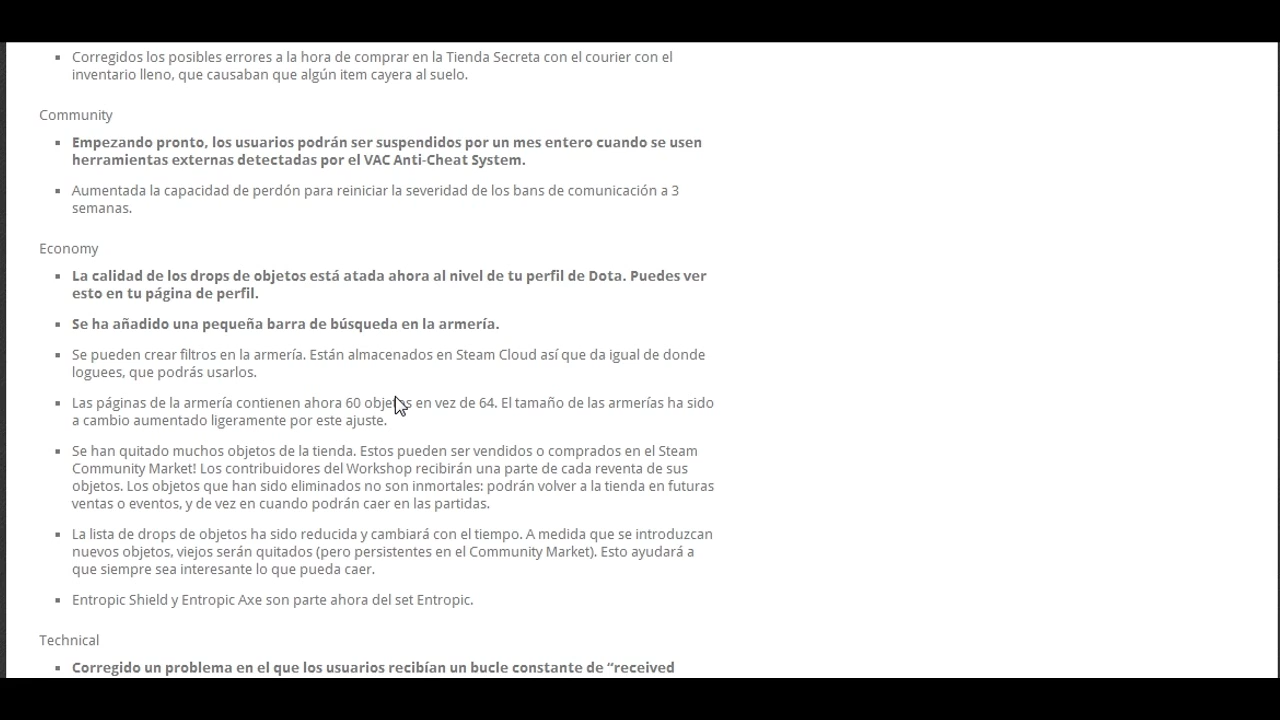 Corregidos los posibles errores a la hora de comprar en la Tienda Secreta con el courier con el
inventario lleno, que causaban que algún item cayera al suelo.
Community
Empezando pronto, los usuarios podrán ser suspendidos por un mes entero cuando se usen
herramientas externas detectadas por el VAC Anti-Cheat System.
Aumentada la capacidad de perdón para reiniciar la severidad de los bans de comunicación a 3
semanas.
Economy
La calidad de los drops de objetos está atada ahora al nivel de tu perfil de Dota. Puedes ver
esto en tu página de perfil.
Se ha añadido una pequeña barra de búsqueda en la armería.
Se pueden crear filtros en la armería. Están almacenados en Steam Cloud así que da igual de donde
loguees, que podrás usarlos.
Las páginas de la armería contienen ahora 60 objetos en vez de 64. El tamaño de las armerías ha sido
a cambio aumentado ligeramente por este ajuste.
Se han quitado muchos objetos de la tienda. Estos pueden ser vendidos o comprados en el Steam
Community Market! Los contribuidores del Workshop recibirán una parte de cada reventa de sus
objetos. Los objetos que han sido eliminados no son inmortales: podrán volver a la tienda en futuras
ventas o eventos, y de vez en cuando podrán caer en las partidas.
La lista de drops de objetos ha sido reducida y cambiará con el tiempo. A medida que se introduzcan
nuevos objetos, viejos serán quitados (pero persistentes en el Community Market). Esto ayudará a
que siempre sea interesante lo que pueda caer.
Entropic Shield y Entropic Axe son parte ahora del set Entropic.
Technical
Corregido un problema en el que los usuarios recibían un bucle constante de “received